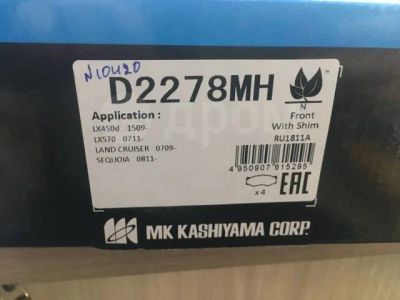 N10420
D2278MH
N
Front
With Shim
RU1811A
Application :
LX450d 1509-
LX570 0711-
LAND CRUISER 0709-
SEQUOIA 0811-
4 950907 615295
x4
EAC
MK KASHIYAMA CORP.